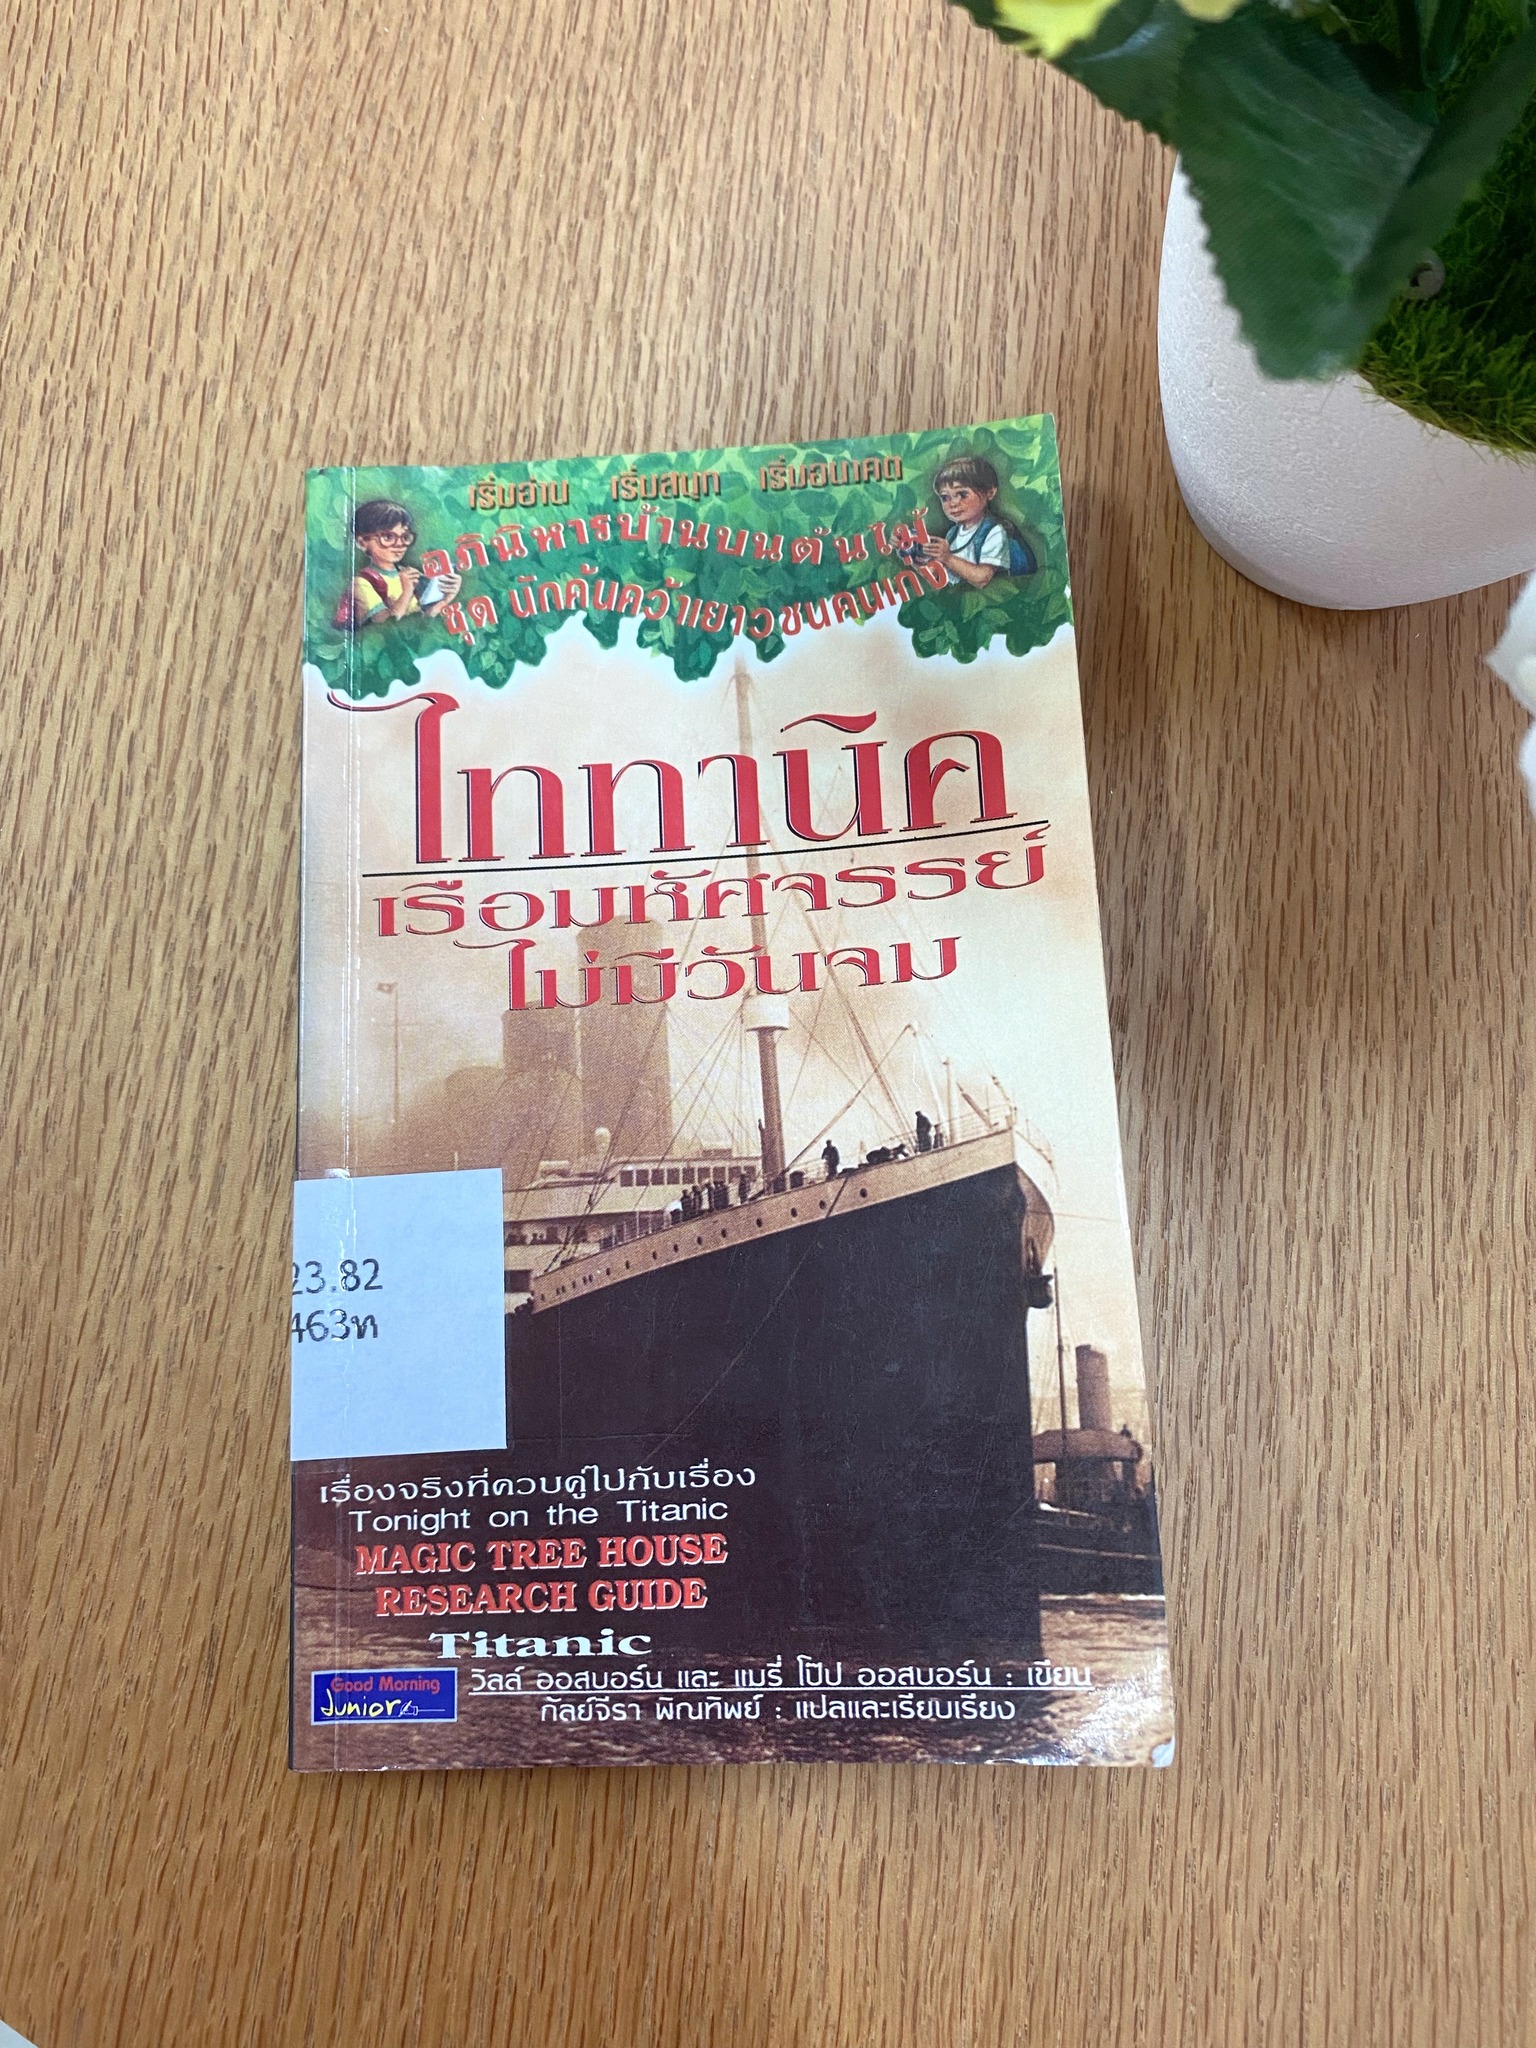 เริ่มอ่าน เริ่มสนุก เริ่มอนาคต
อภินิหารบ้านบนต้นไม้
ชุด นักค้นคว้าเยาวชนคนเก่ง
ไททานิค
เรือมหัศจรรย์
ไม่มีวันจม
23.82
463ท
เรื่องจริงที่ควบคู่ไปกับเรื่อง
Tonight on the Titanic
MAGIC TREE HOUSE
RESEARCH GUIDE
Titanic
Good Morning
Junior
วิลล์ ออสบอร์น และ แมรี่ โป๊ป ออสบอร์น : เขียน
กัลย์จีรา พิณทิพย์ : แปลและเรียบเรียง